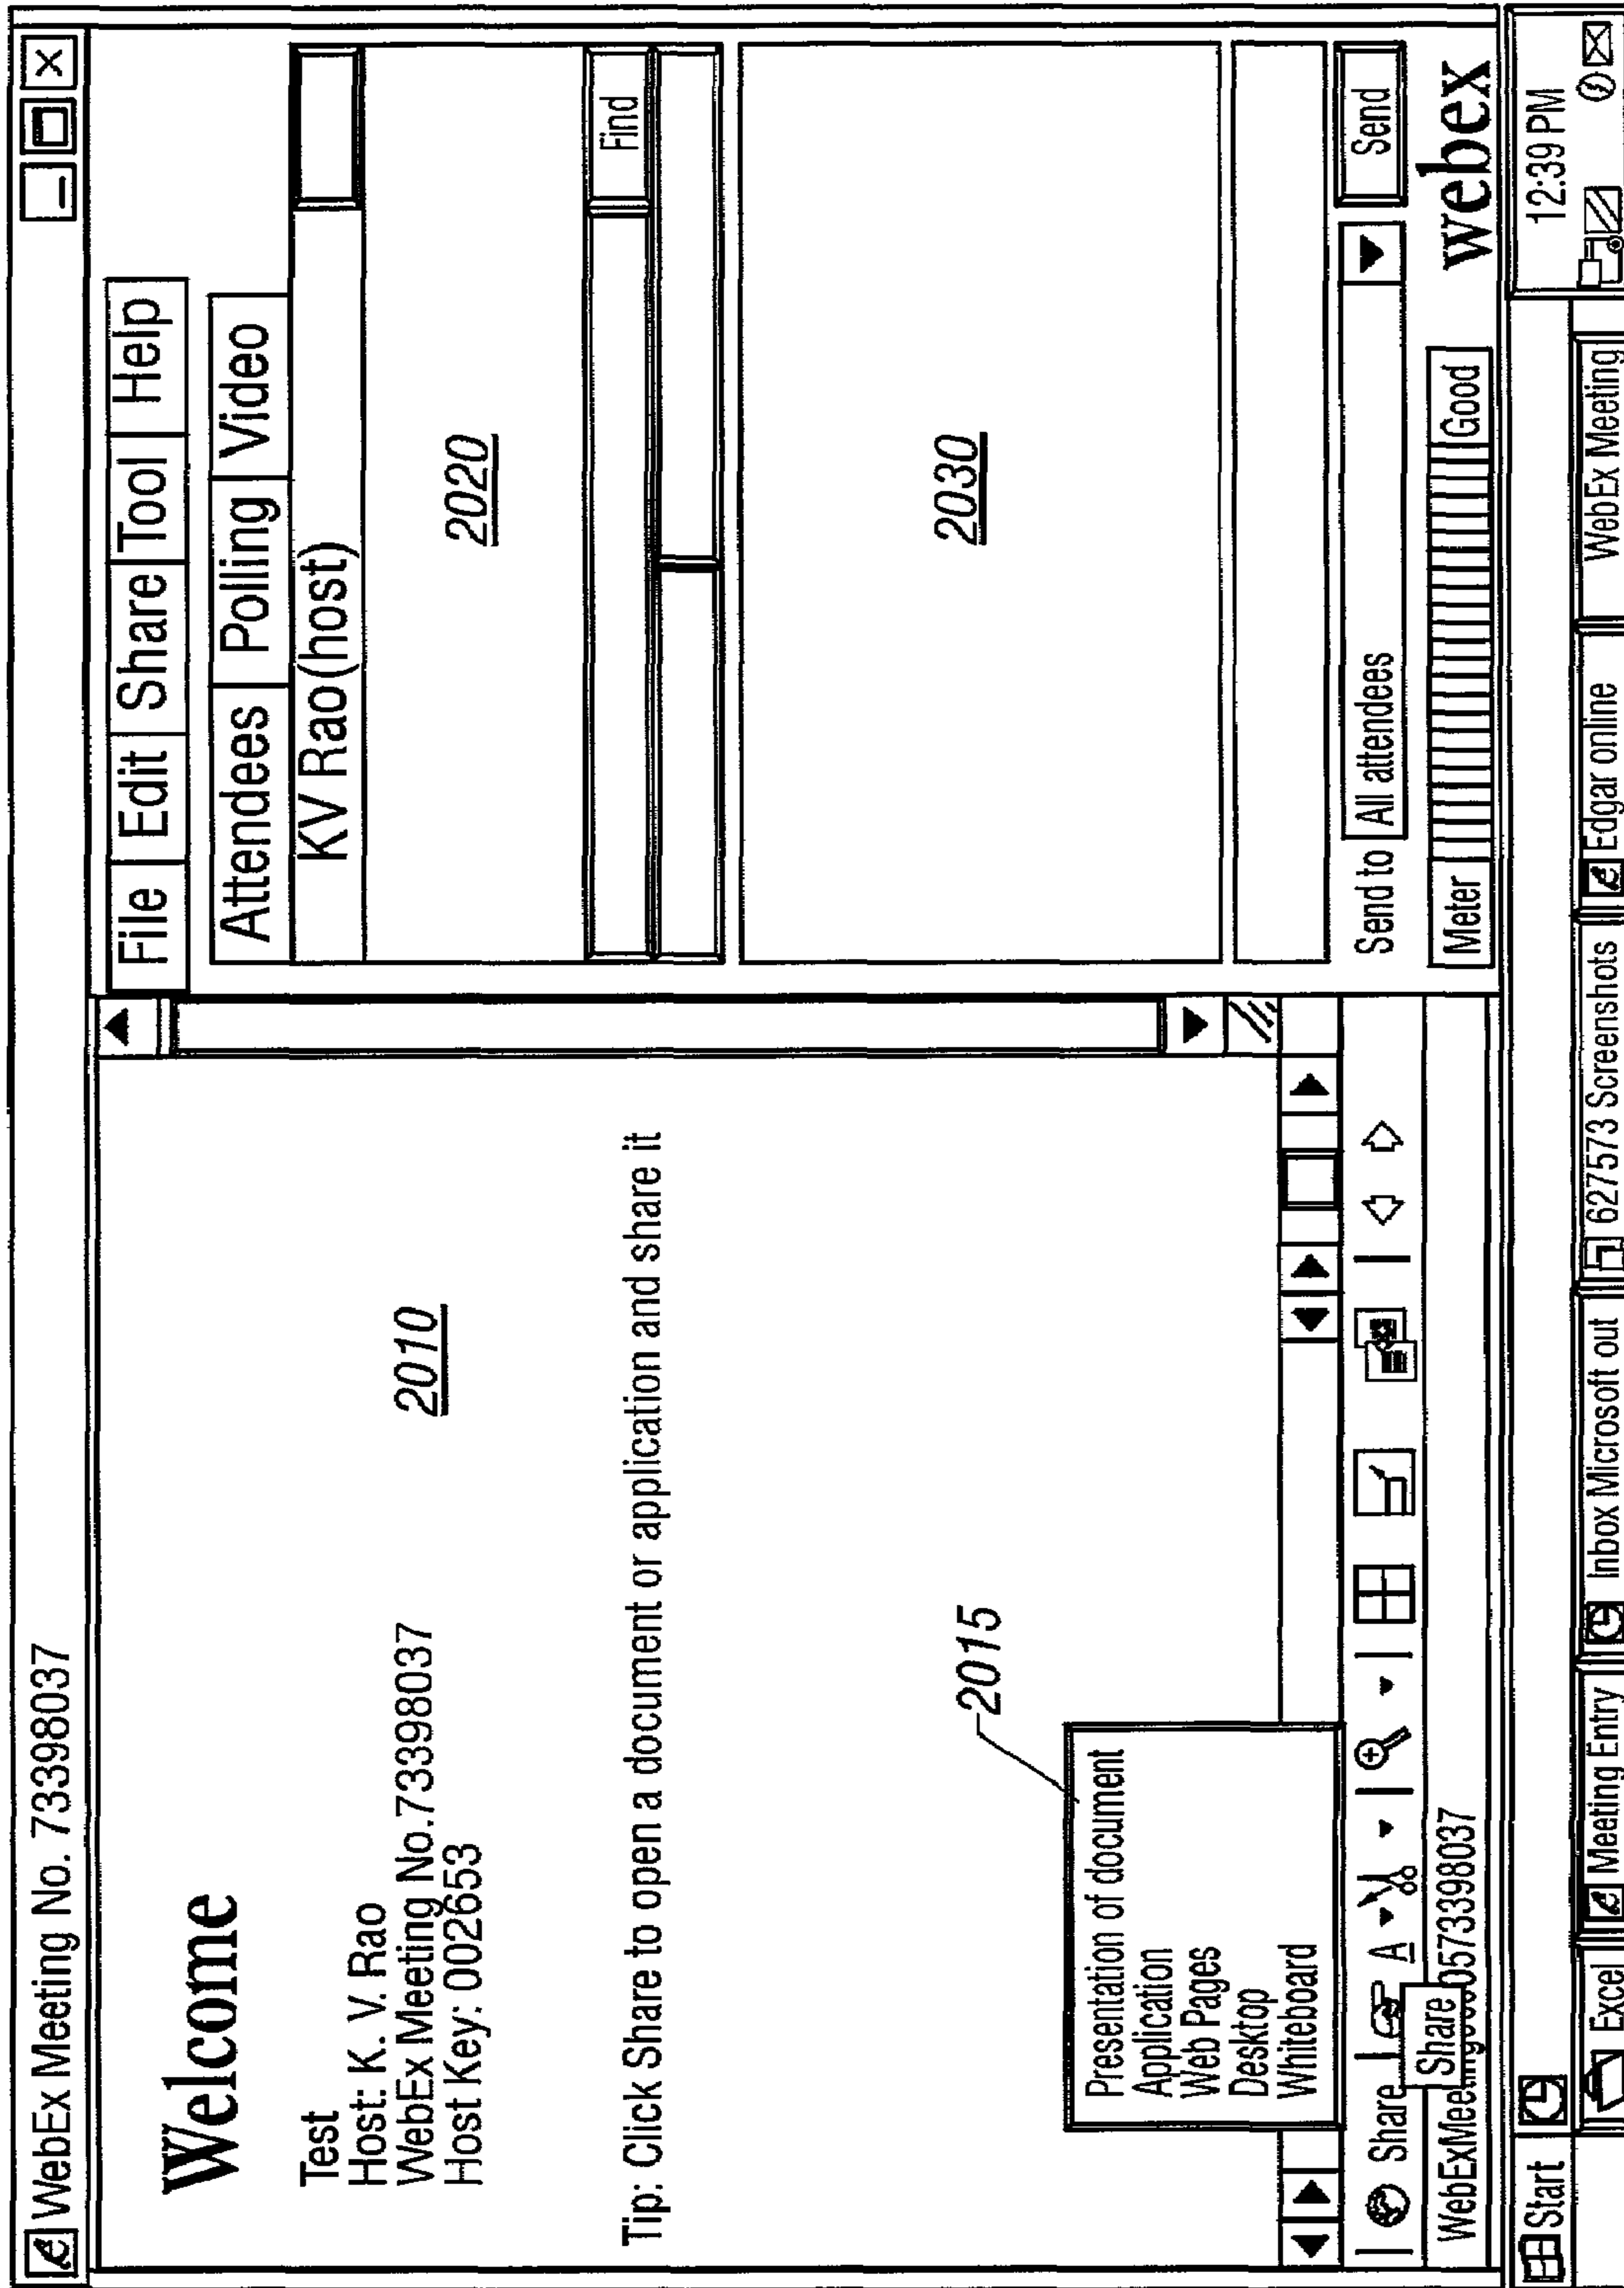 WebEx Meeting No. 73398037
File Edit Share Tool Help
Attendees Polling Video
KV Rao(host)
2020
Find
2030
Send to All attendees Send
Meter Good
webex
Welcome
Test
Host: K. V. Rao
WebEx Meeting No.73398037
Host Key: 002653
2010
Tip: Click Share to open a document or application and share it
2015
Presentation of document
Application
Web Pages
Desktop
Whiteboard
Share A
Share
Start
12:39 PM
Excel Meeting Entry Inbox Microsoft out 627573 Screenshots Edgar online WebEx Meeting